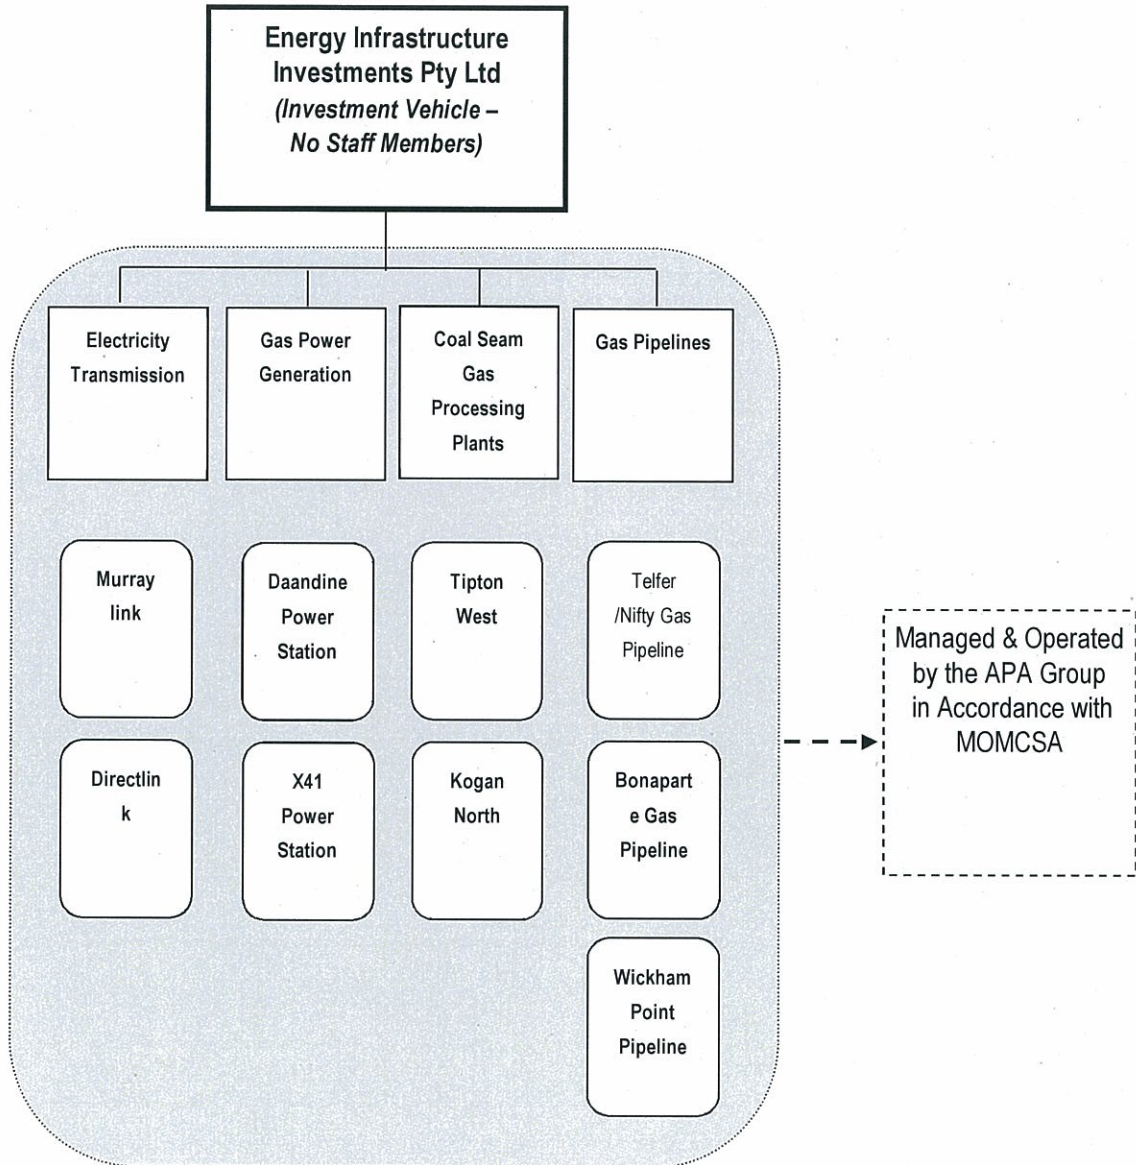 Energy Infrastructure
Investments Pty Ltd
(Investment Vehicle –
No Staff Members)
Electricity
Transmission
Gas Power
Generation
Coal Seam
Gas
Processing
Plants
Gas Pipelines
Murray
link
Daandine
Power
Station
Tipton
West
Telfer
/Nifty Gas
Pipeline
Managed & Operated
by the APA Group
in Accordance with
MOMCSA
Directlin
k
X41
Power
Station
Kogan
North
Bonapart
e Gas
Pipeline
Wickham
Point
Pipeline